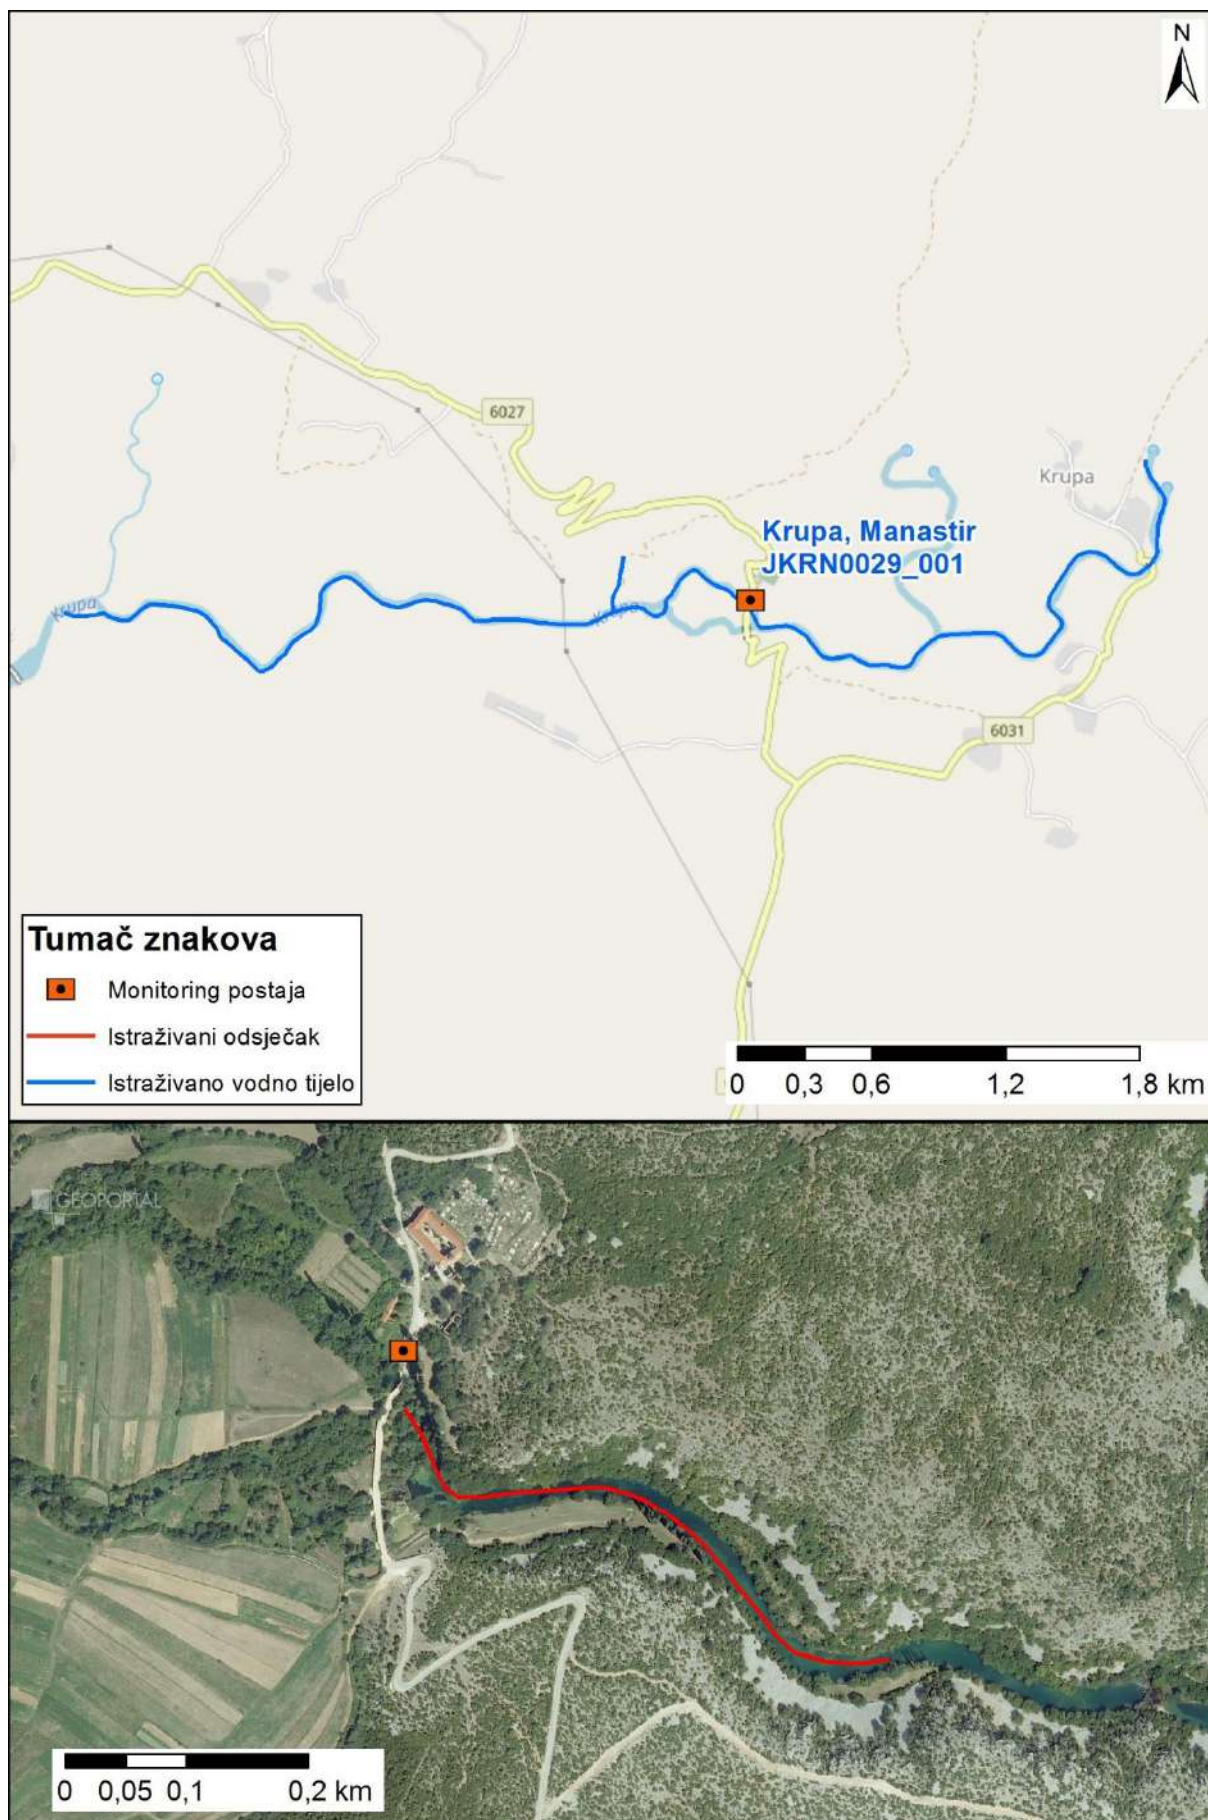 N
6027
Krupa
Krupa, Manastir
JKRN0029_001
Krupa
Krupa
6031
Tumač znakova
Monitoring postaja
Istraživani odsječak
Istraživano vodno tijelo
0 0,3 0,6 1,2 1,8 km
GEOPORTAL
0 0,05 0,1 0,2 km